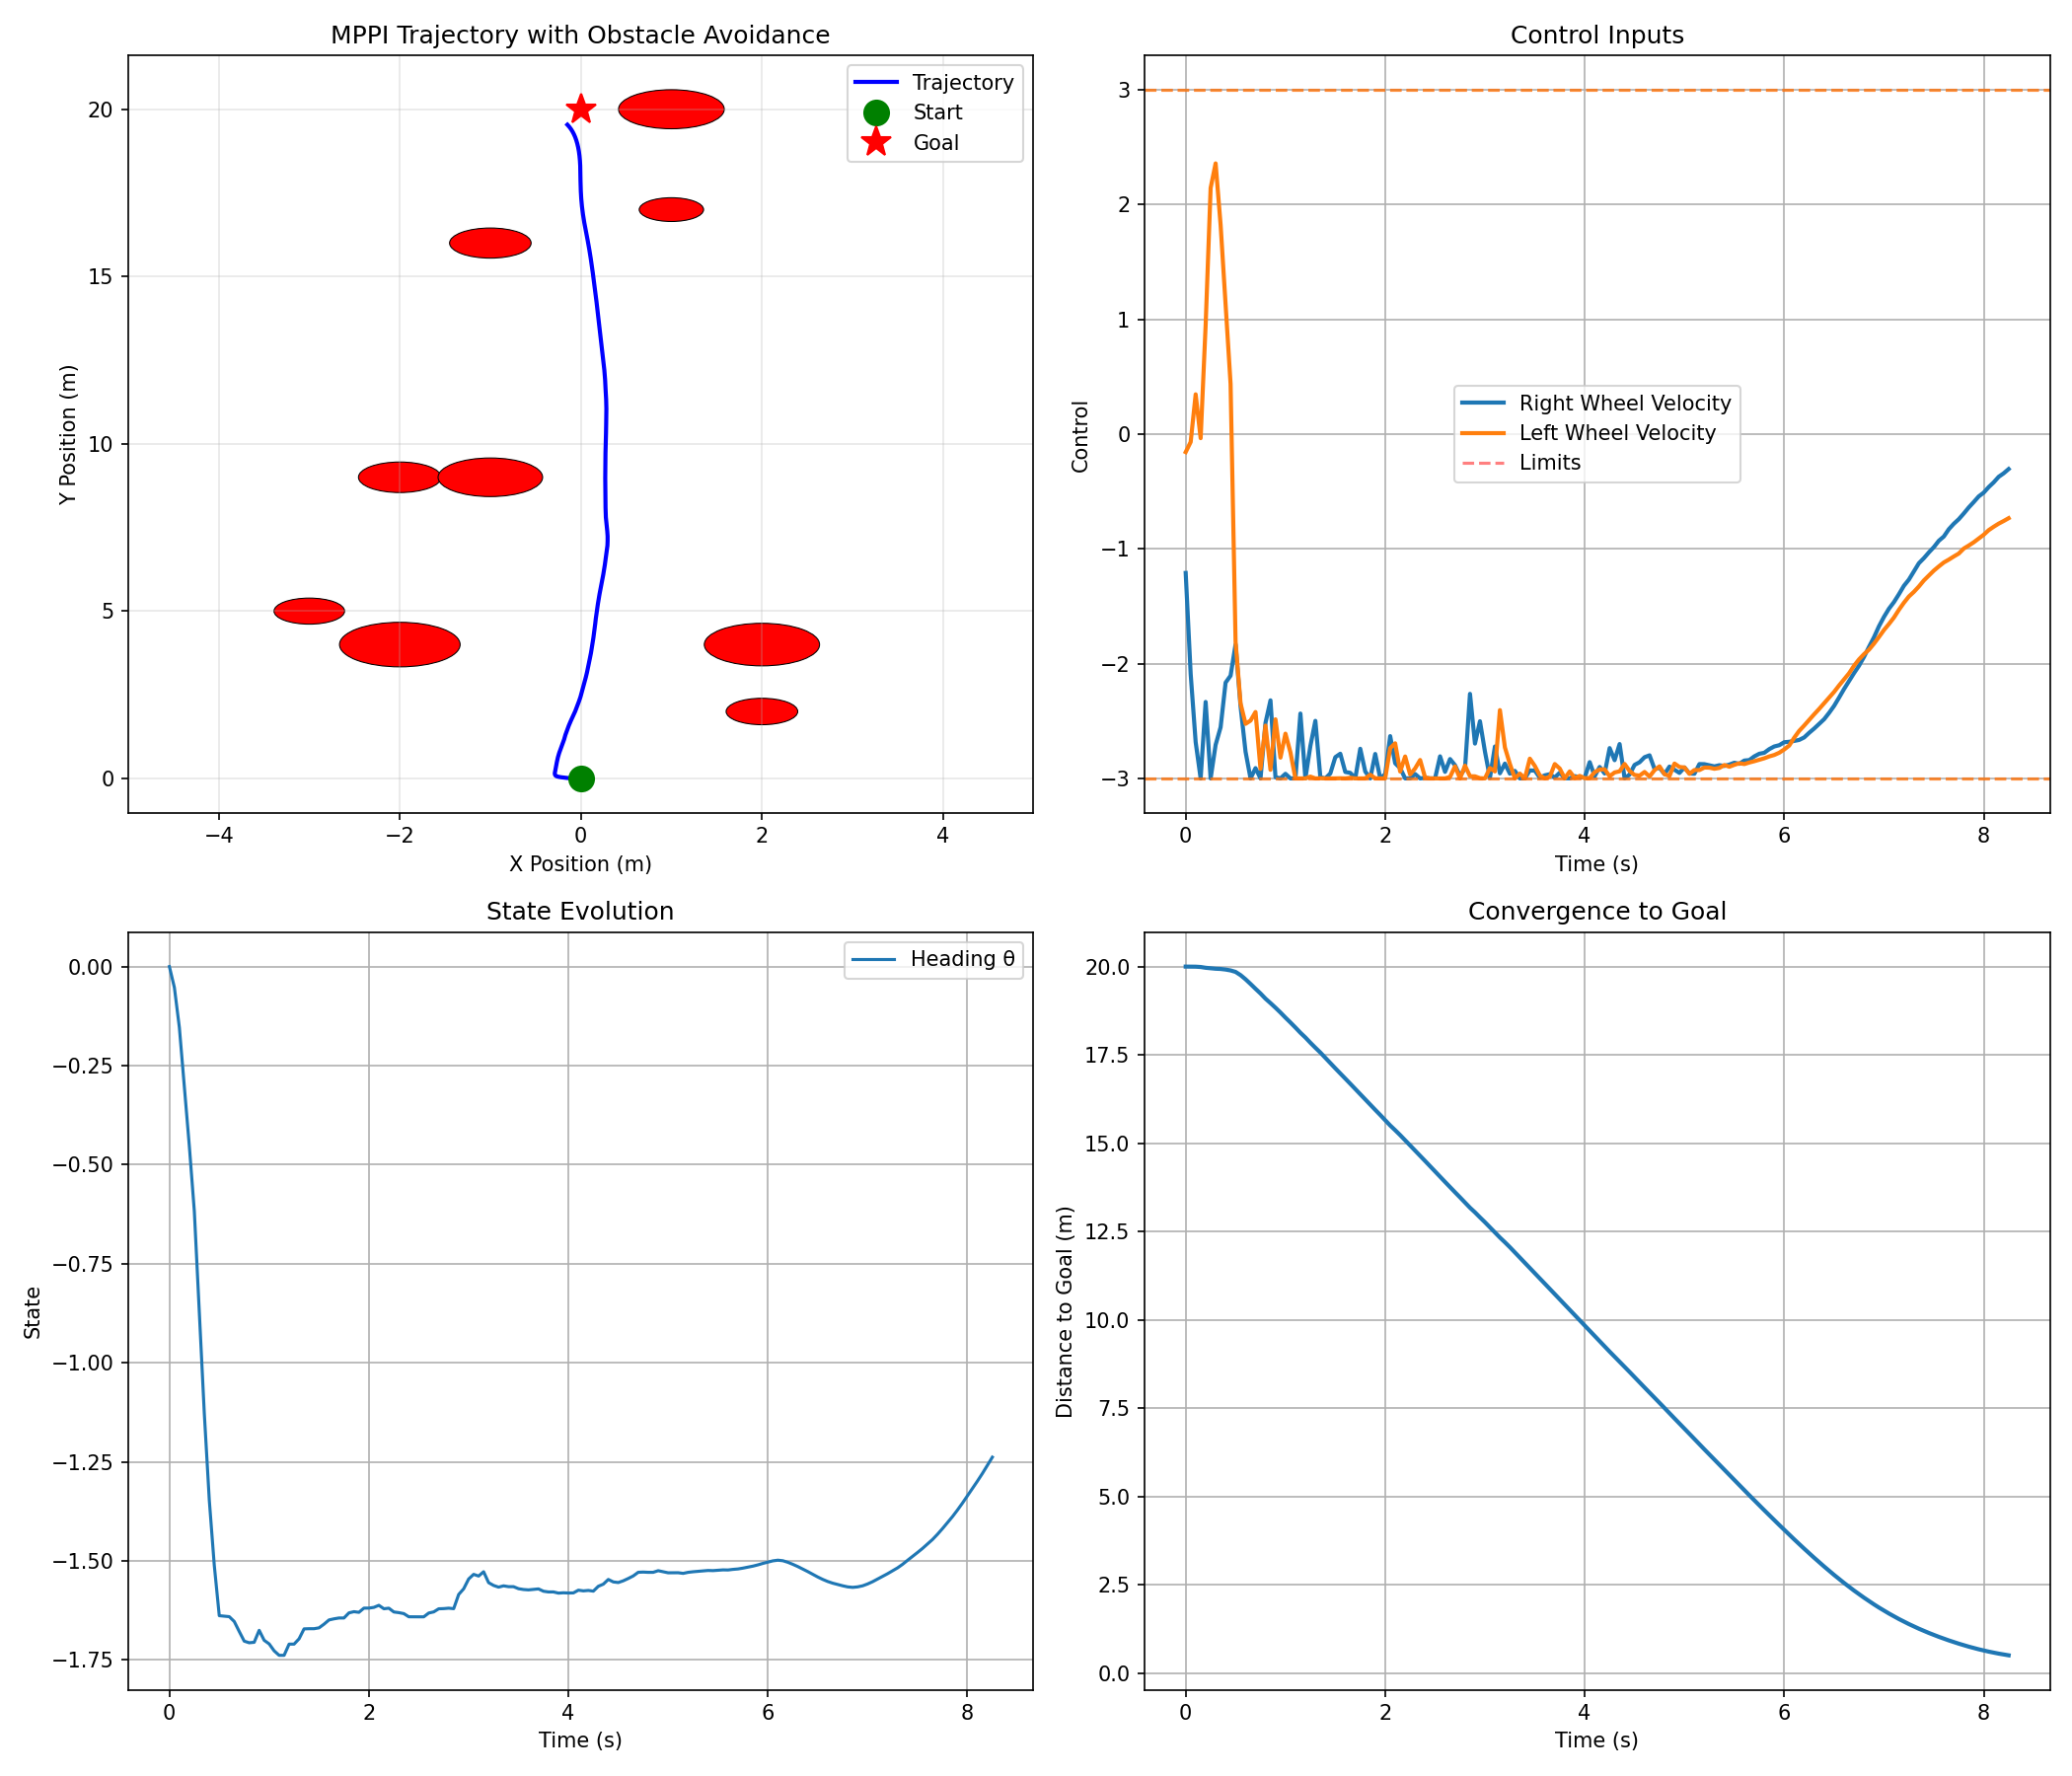 MPPI Trajectory with Obstacle Avoidance
Trajectory
Start
Goal
20
15
10
5
0
Y Position (m)
−4
−2
0
2
4
X Position (m)
Control Inputs
3
2
1
0
−1
−2
−3
Control
Right Wheel Velocity
Left Wheel Velocity
Limits
0
2
4
6
8
Time (s)
State Evolution
Heading θ
0.00
−0.25
−0.50
−0.75
−1.00
−1.25
−1.50
−1.75
State
0
2
4
6
8
Time (s)
Convergence to Goal
20.0
17.5
15.0
12.5
10.0
7.5
5.0
2.5
0.0
Distance to Goal (m)
0
2
4
6
8
Time (s)